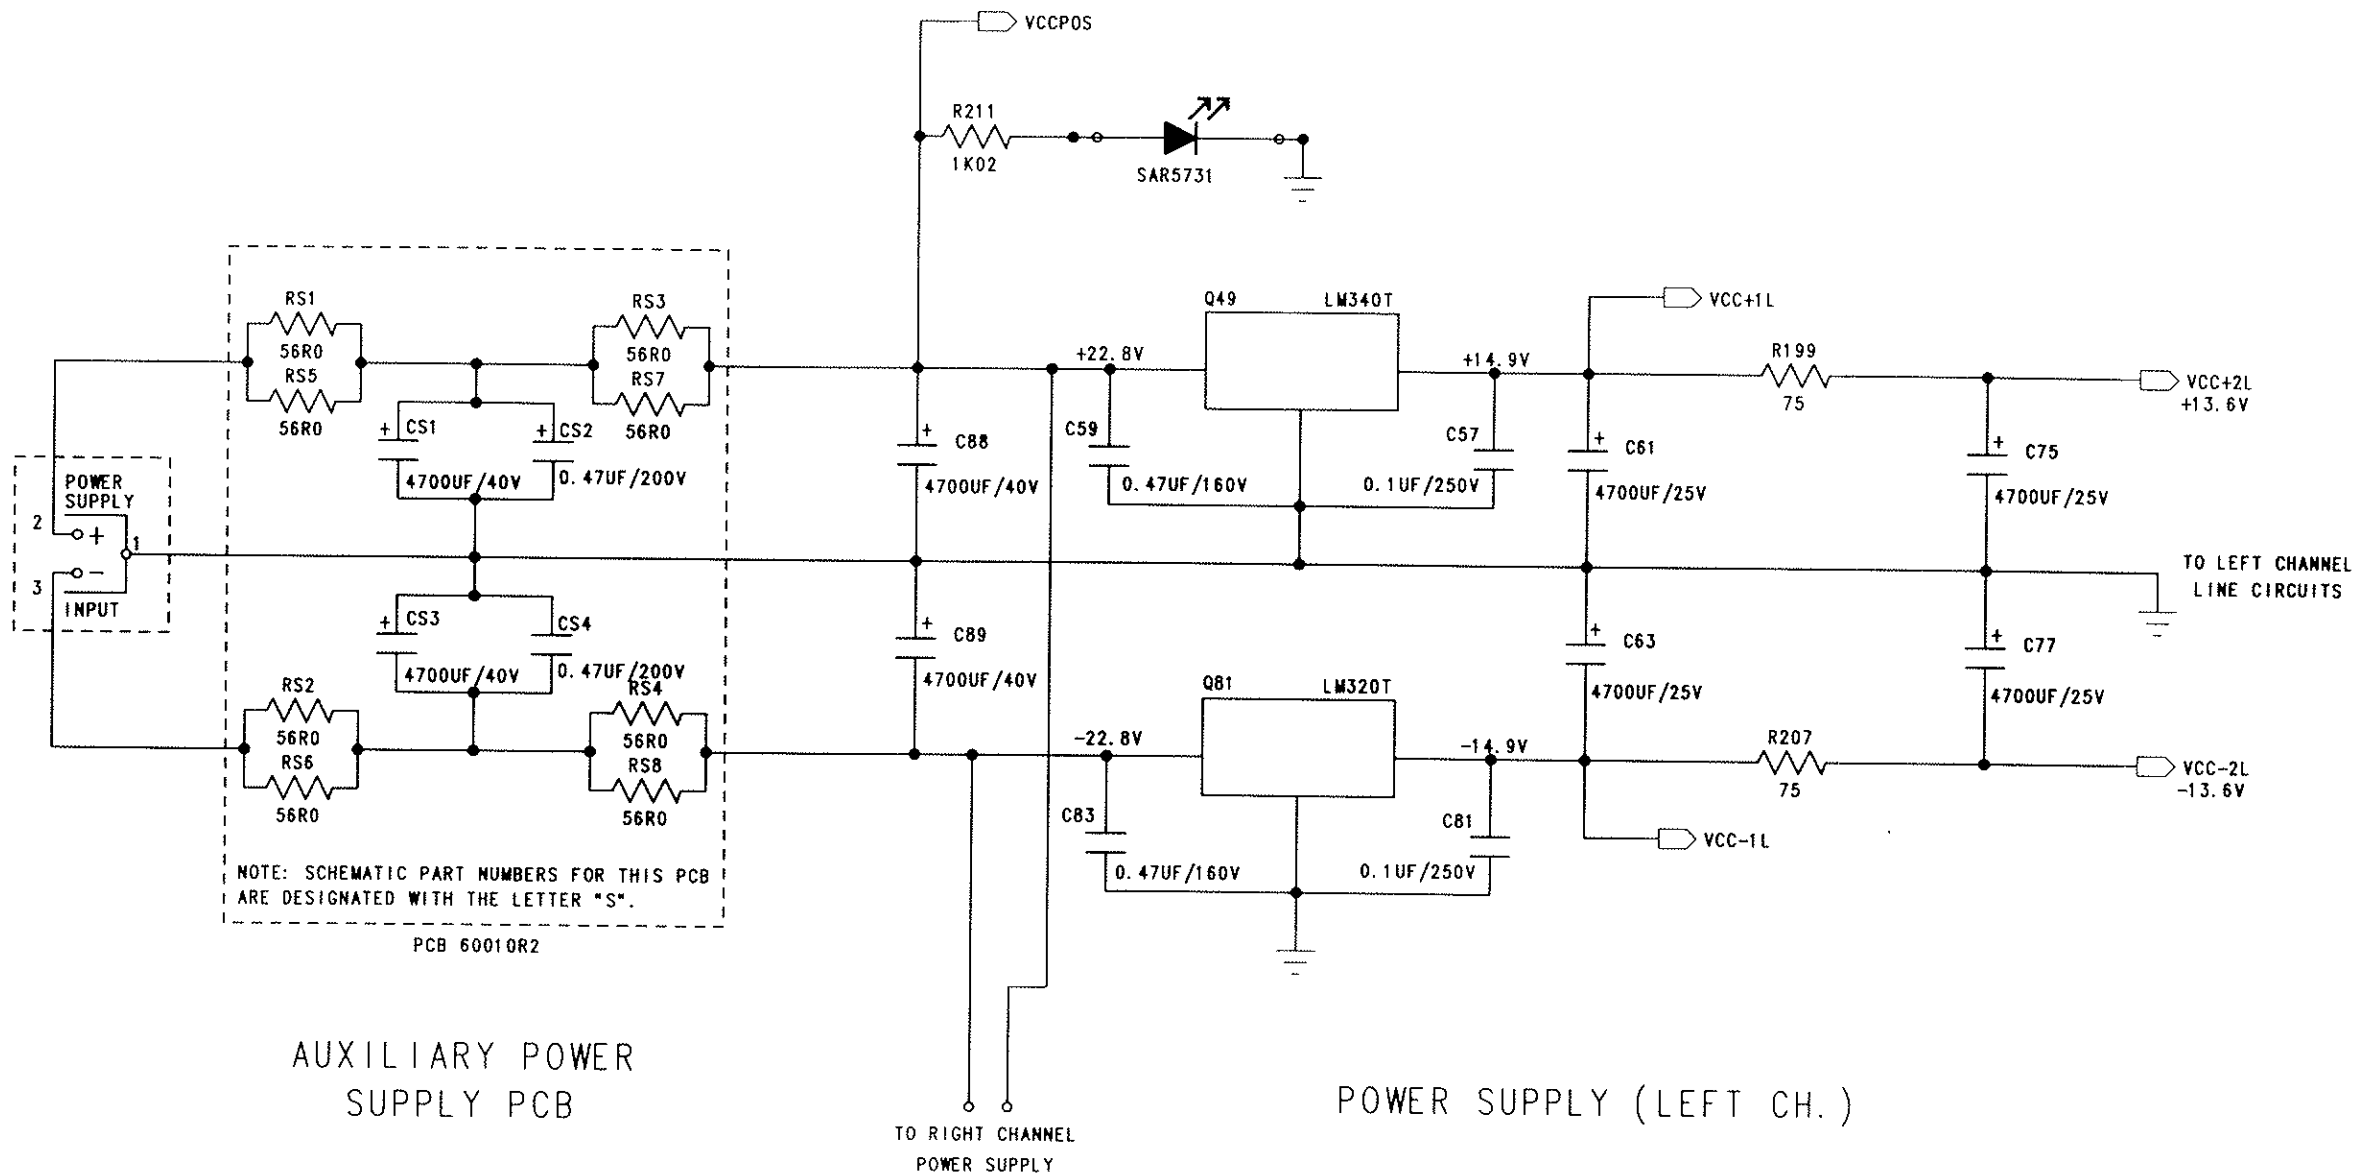 VCCPOS
R211
1K02
SAR5731
RS1
56R0
RS5
56R0
RS3
56R0
RS7
56R0
CS1
+
4700UF/40V
CS2
+
0.47UF/200V
POWER
SUPPLY
2
+
1
-
3
INPUT
CS3
+
4700UF/40V
CS4
0.47UF/200V
RS2
56R0
RS6
56R0
RS4
56R0
RS8
56R0
NOTE: SCHEMATIC PART NUMBERS FOR THIS PCB
ARE DESIGNATED WITH THE LETTER "S".
PCB 60010R2
AUXILIARY POWER
SUPPLY PCB
+
C88
4700UF/40V
+
C89
4700UF/40V
+22.8V
Q49
LM340T
+14.9V
C59
0.47UF/160V
C57
0.1UF/250V
VCC+1L
R199
75
VCC+2L
+13.6V
+
C61
4700UF/25V
+
C75
4700UF/25V
TO LEFT CHANNEL
LINE CIRCUITS
+
C63
4700UF/25V
+
C77
4700UF/25V
-22.8V
Q81
LM320T
-14.9V
C83
0.47UF/160V
C81
0.1UF/250V
R207
75
VCC-2L
-13.6V
VCC-1L
TO RIGHT CHANNEL
POWER SUPPLY
POWER SUPPLY (LEFT CH.)